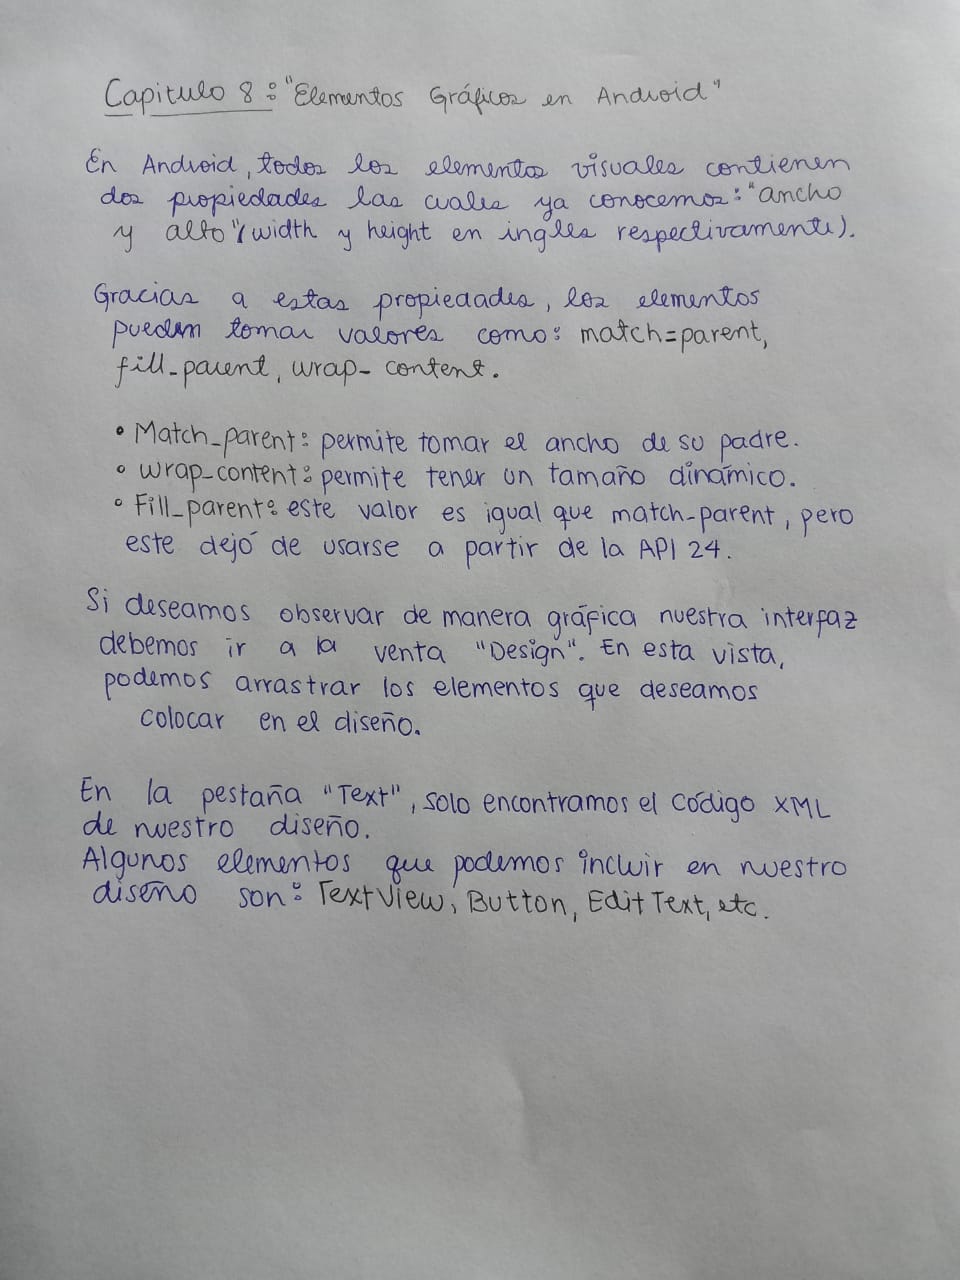 Capitulo 8: "Elementos Gráficos en Android"
En Android, todos los elementos visuales contienen
dos propiedades las cuales ya conocemos: "ancho
y alto" (width y height en ingles respectivamente).
Gracias a estas propiedades, los elementos
pueden tomar valores como: match=parent,
fill_parent, wrap_content.
• Match_parent: permite tomar el ancho de su padre.
• Wrap_content: permite tener un tamaño dinámico.
• Fill_parent: este valor es igual que match_parent, pero
este dejó de usarse a partir de la API 24.
Si deseamos observar de manera gráfica nuestra interfaz
debemos ir a la venta "Design". En esta vista,
podemos arrastrar los elementos que deseamos
colocar en el diseño.
En la pestaña "Text", solo encontramos el código XML
de nuestro diseño.
Algunos elementos que podemos incluir en nuestro
diseño son: TextView, Button, Edit Text, etc.